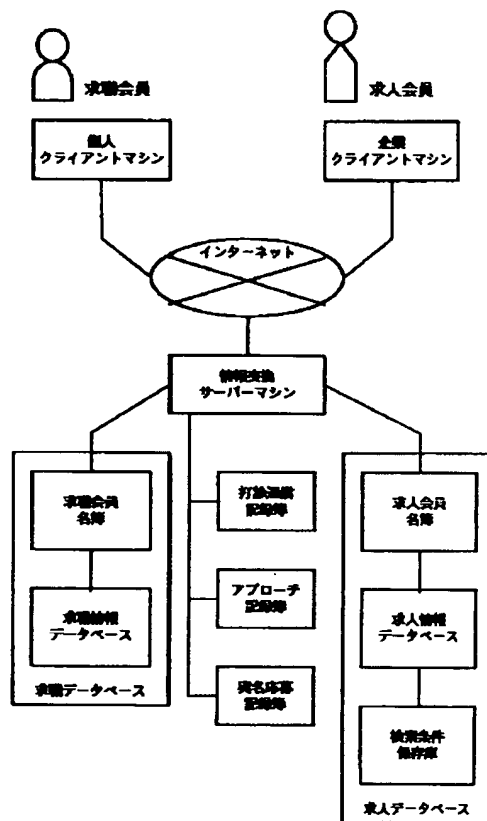 求職会員
求人会員
個人
クライアントマシン
企業
クライアントマシン
インターネット
情報交換
サーバーマシン
求職会員
名簿
求職情報
データベース
求職データベース
記録簿
アプローチ
記録簿
実名応募
記録簿
求人会員
名簿
求人情報
データベース
検索条件
保存庫
求人データベース